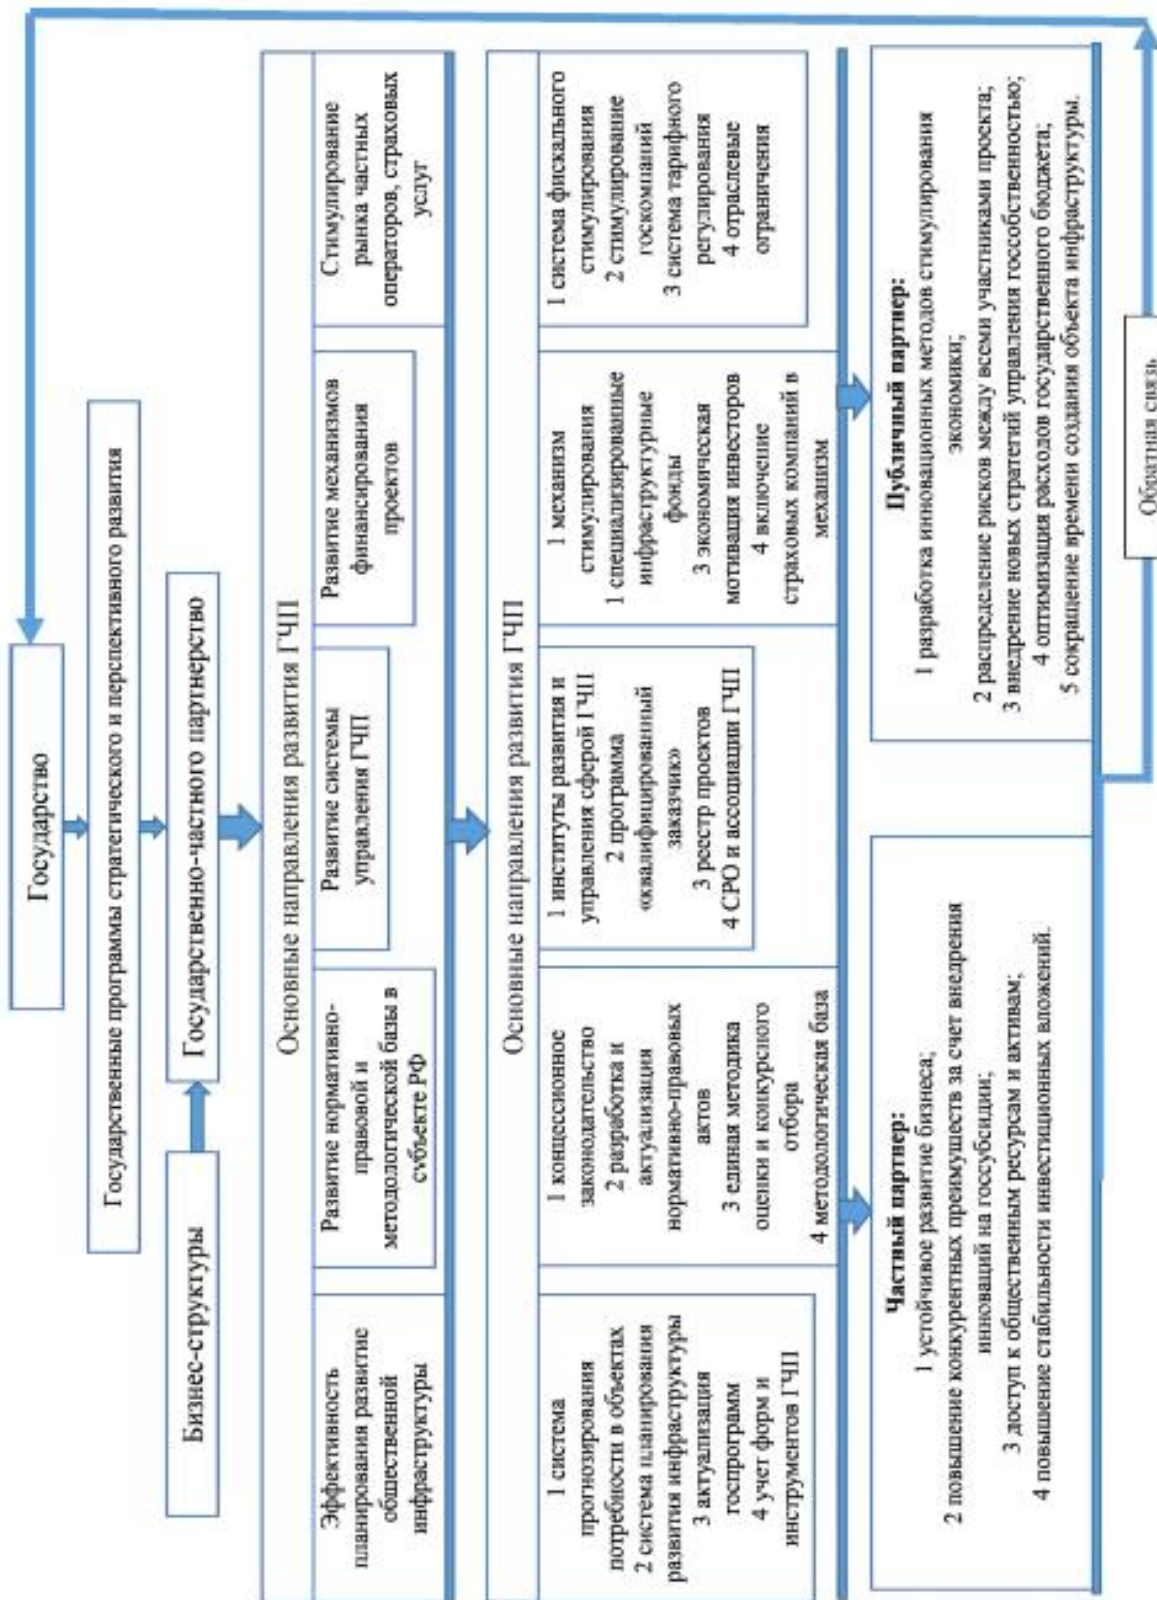 Государство
Государственные программы стратегического и перспективного развития
Бизнес-структуры
Государственно-частного партнерство
Основные направления развития ГЧП
Эффективность
планирования развитие
общественной
инфраструктуры
Развитие нормативно-
правовой и
методологической базы в
субъекте РФ
Развитие системы
управления ГЧП
Развитие механизмов
финансирования
проектов
Стимулирование
рынка частных
операторов, страховых
услуг
Основные направления развития ГЧП
1 система
прогнозирования
потребности в объектах
2 система планирования
развития инфраструктуры
3 актуализация
госпрограмм
4 учет форм и
инструментов ГЧП
1 концессионное
законодательство
2 разработка и
актуализация
нормативно-правовых
актов
3 единая методика
оценки и конкурсного
отбора
4 методологическая база
1 институты развития и
управления сферой ГЧП
2 программа
«квалифицированный
заказчик»
3 реестр проектов
4 СРО и ассоциации ГЧП
1 механизм
стимулирования
1 специализированные
инфраструктурные
фонды
3 экономическая
мотивация инвесторов
4 включение
страховых компаний в
механизм
1 система фискального
стимулирования
2 стимулирование
госкомпаний
3 система тарифного
регулирования
4 отраслевые
ограничения
Частный партнер:
1 устойчивое развитие бизнеса;
2 повышение конкурентных преимуществ за счет внедрения
инноваций на госсубсидии;
3 доступ к общественным ресурсам и активам;
4 повышение стабильности инвестиционных вложений.
Публичный партнер:
1 разработка инновационных методов стимулирования
экономики;
2 распределение рисков между всеми участниками проекта;
3 внедрение новых стратегий управления гособственностью;
4 оптимизация расходов государственного бюджета;
5 сокращение времени создания объекта инфраструктуры.
Обратная связь